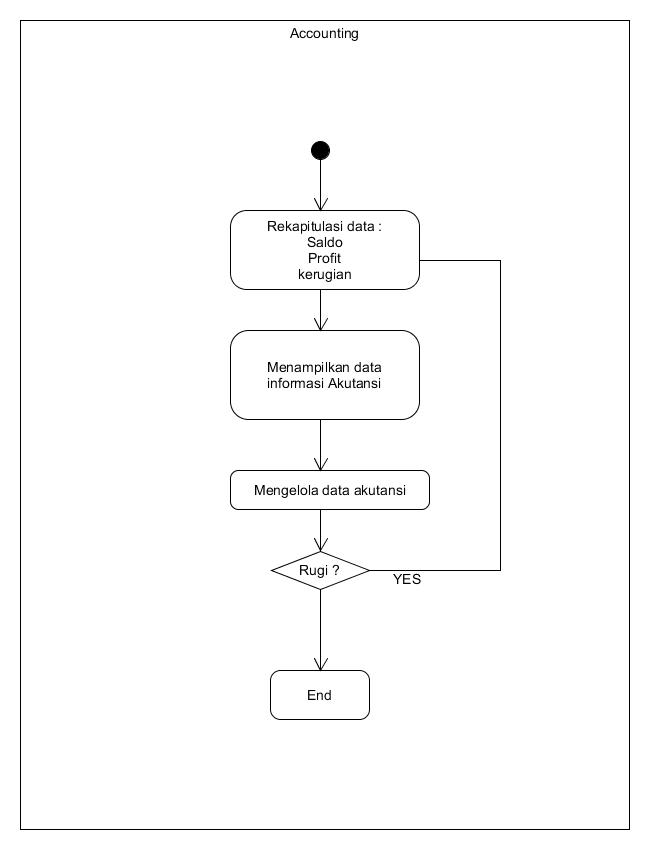 Accounting
Rekapitulasi data :
Saldo
Profit
kerugian
Menampilkan data
informasi Akutansi
Mengelola data akutansi
Rugi ?
YES
End